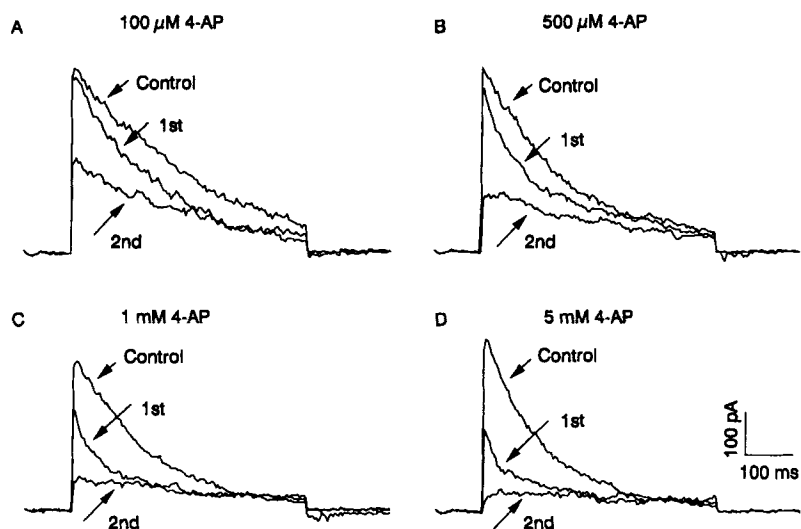 A
100 µM 4-AP
Control
1st
2nd
B
500 µM 4-AP
Control
1st
2nd
C
1 mM 4-AP
Control
1st
2nd
D
5 mM 4-AP
Control
1st
2nd
100 pA
100 ms